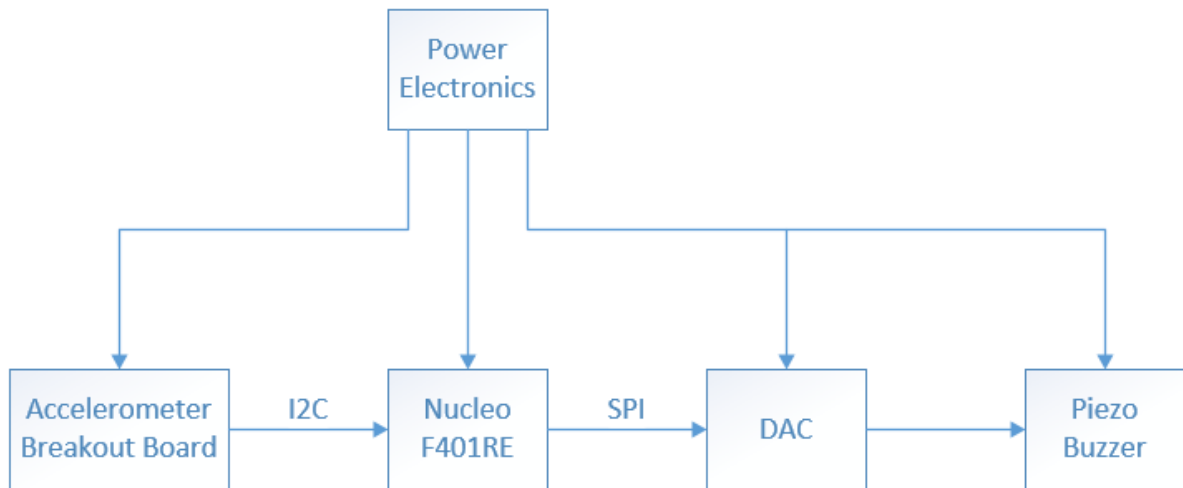 Power
Electronics
Accelerometer
Breakout Board
I2C
Nucleo
F401RE
SPI
DAC
Piezo
Buzzer